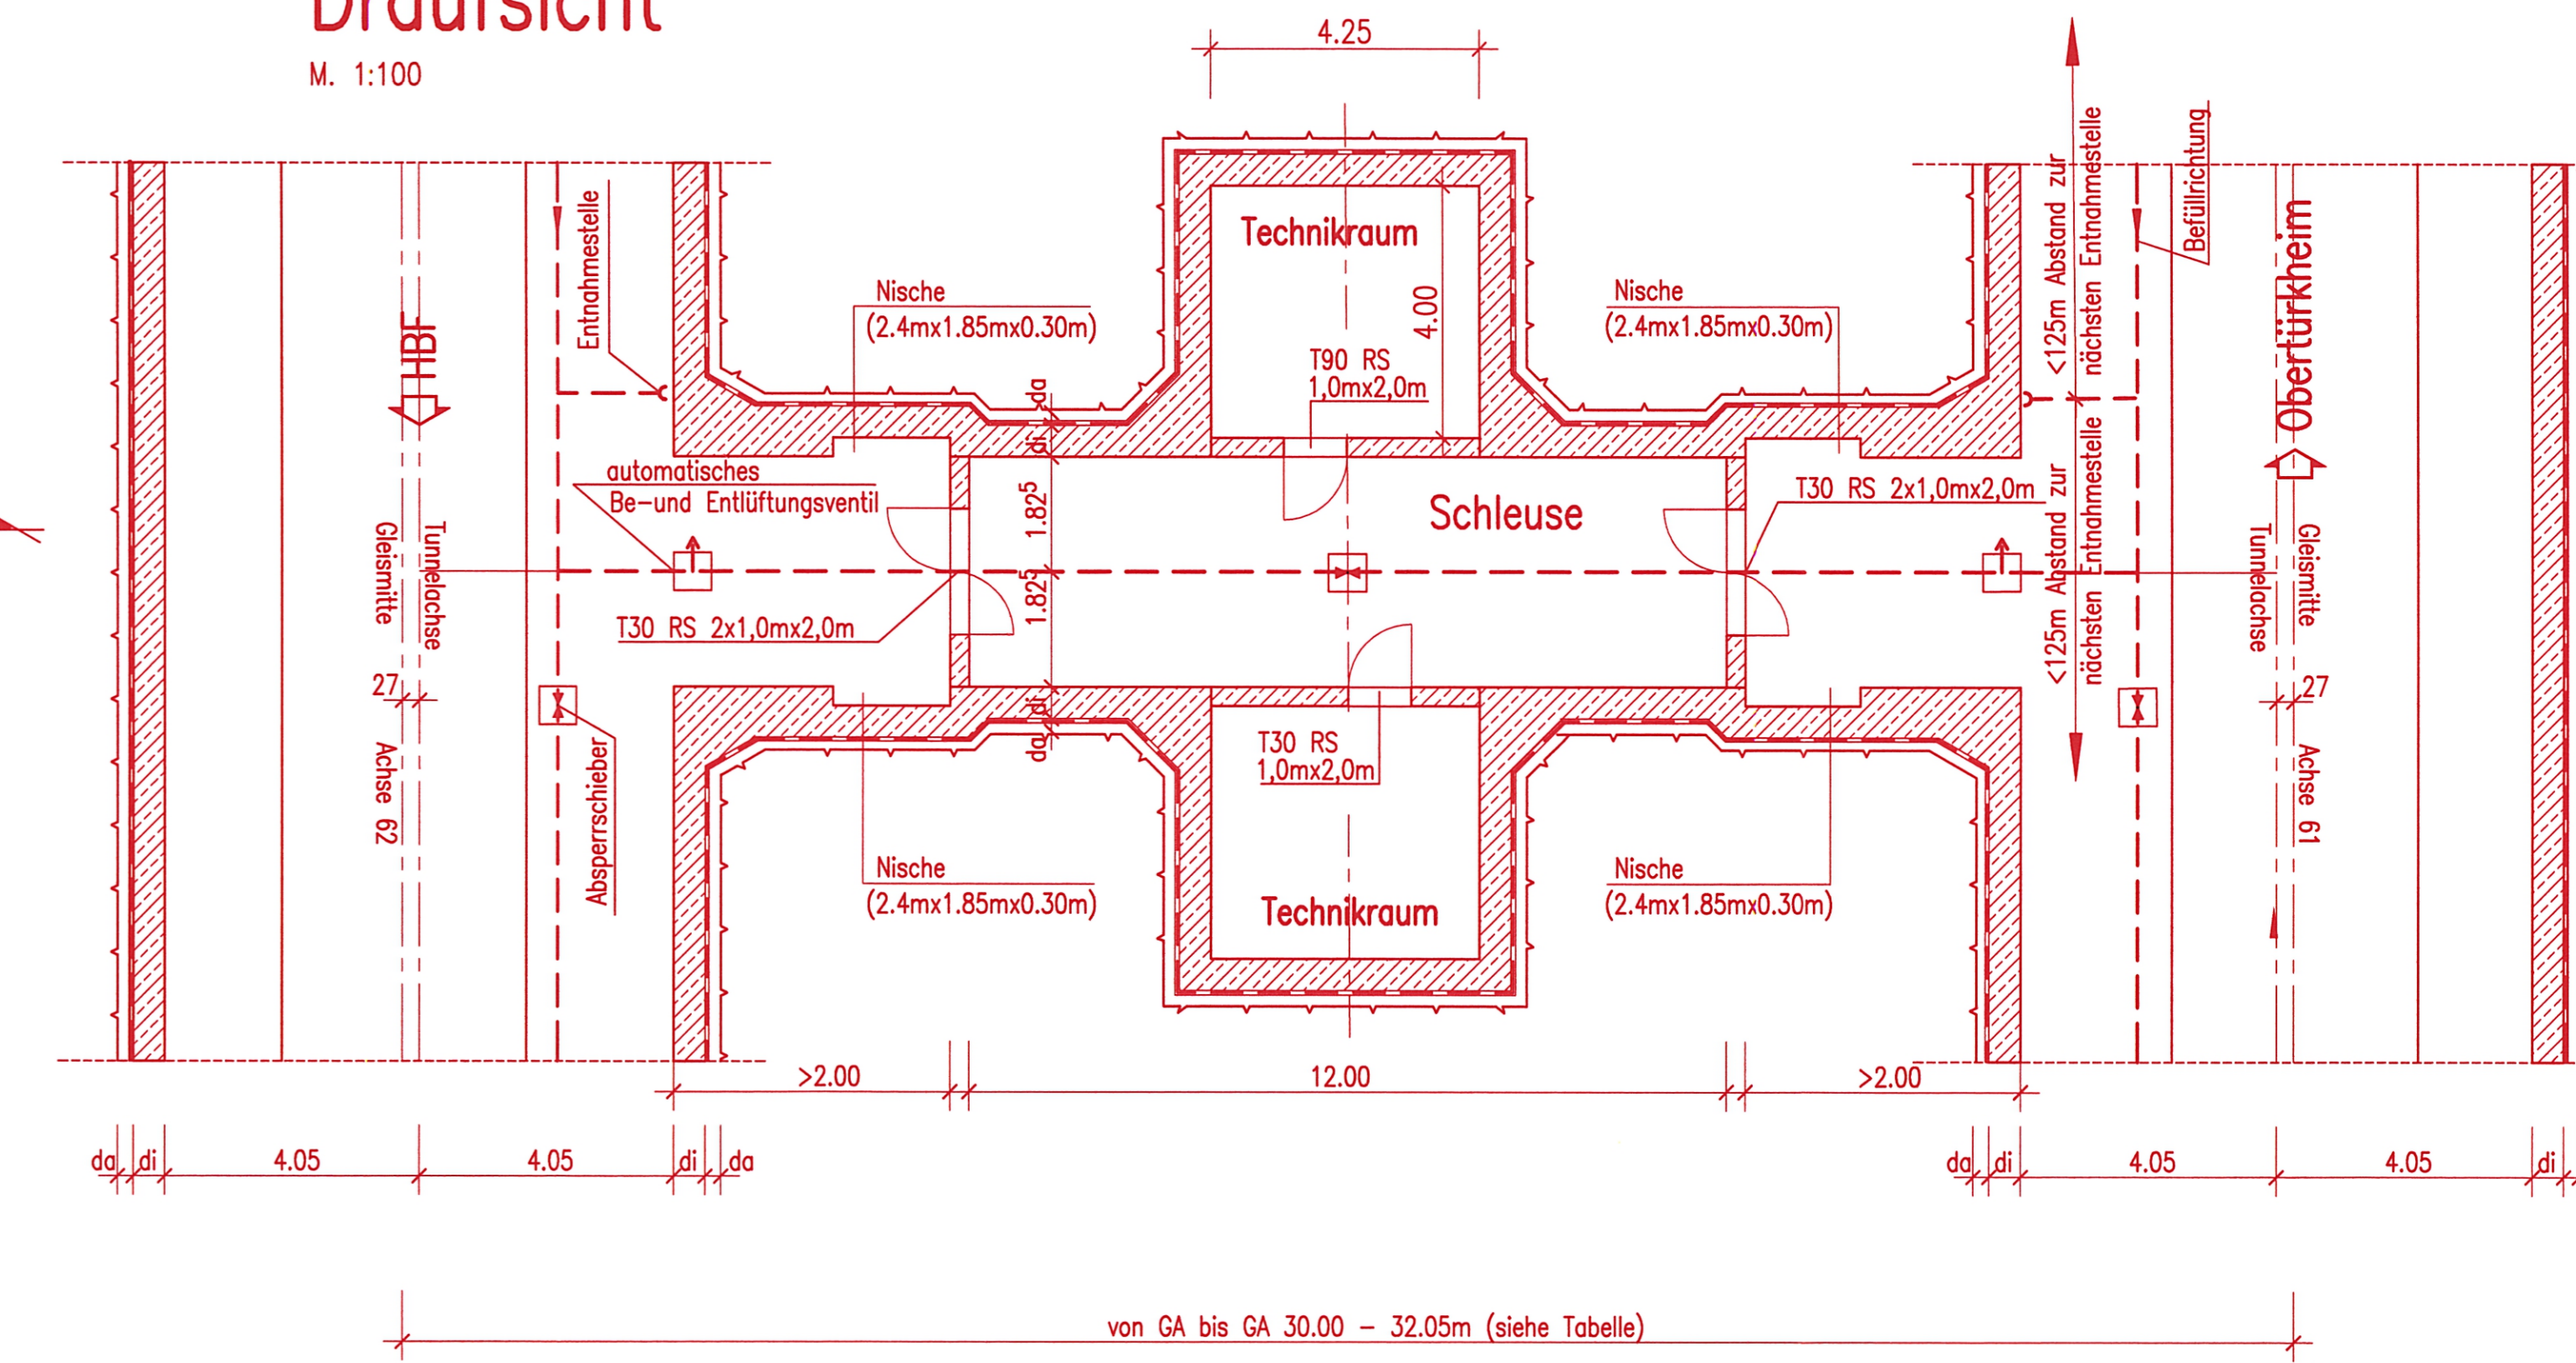 Draufsicht
M. 1:100
4.25
Technikraum
4.00
T90 RS
1,0mx2,0m
Nische
(2.4mx1.85mx0.30m)
Nische
(2.4mx1.85mx0.30m)
Entnahmestelle
HBF
<125m Abstand zur
nächsten Entnahmestelle
Befüllrichtung
Obertürkheim
da
di
automatisches
Be-und Entlüftungsventil
1.825
1.825
Schleuse
T30 RS 2x1,0mx2,0m
T30 RS 2x1,0mx2,0m
<125m Abstand zur
nächsten Entnahmestelle
Gleismitte
Tunnelachse
Tunnelachse
Gleismitte
27
27
Achse 62
Achse 61
Absperrschieber
di
da
T30 RS
1,0mx2,0m
Nische
(2.4mx1.85mx0.30m)
Nische
(2.4mx1.85mx0.30m)
Technikraum
>2.00
12.00
>2.00
da di 4.05 4.05 di da
da di 4.05 4.05 di
von GA bis GA 30.00 - 32.05m (siehe Tabelle)